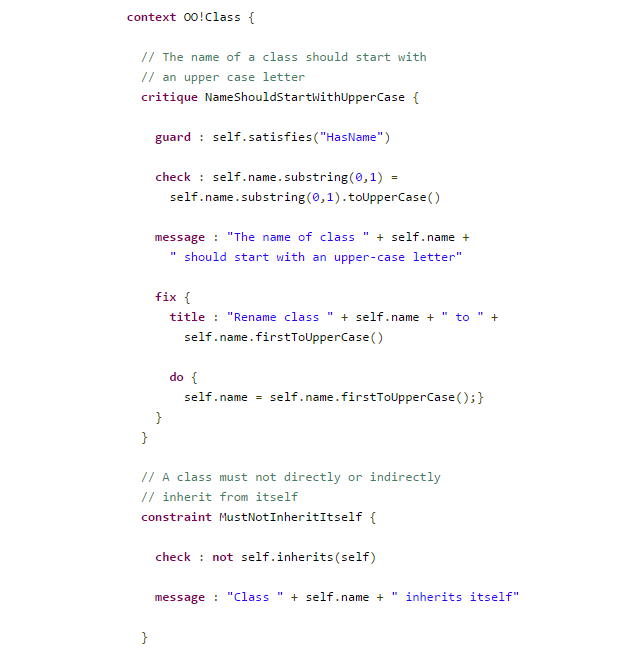 context OO!Class {
// The name of a class should start with
// an upper case letter
critique NameShouldStartWithUpperCase {
guard : self.satisfies("HasName")
check : self.name.substring(0,1) =
self.name.substring(0,1).toUpperCase()
message : "The name of class " + self.name +
" should start with an upper-case letter"
fix {
title : "Rename class " + self.name + " to " +
self.name.firstToUpperCase()
do {
self.name = self.name.firstToUpperCase();}
}
}
// A class must not directly or indirectly
// inherit from itself
constraint MustNotInheritItself {
check : not self.inherits(self)
message : "Class " + self.name + " inherits itself"
}